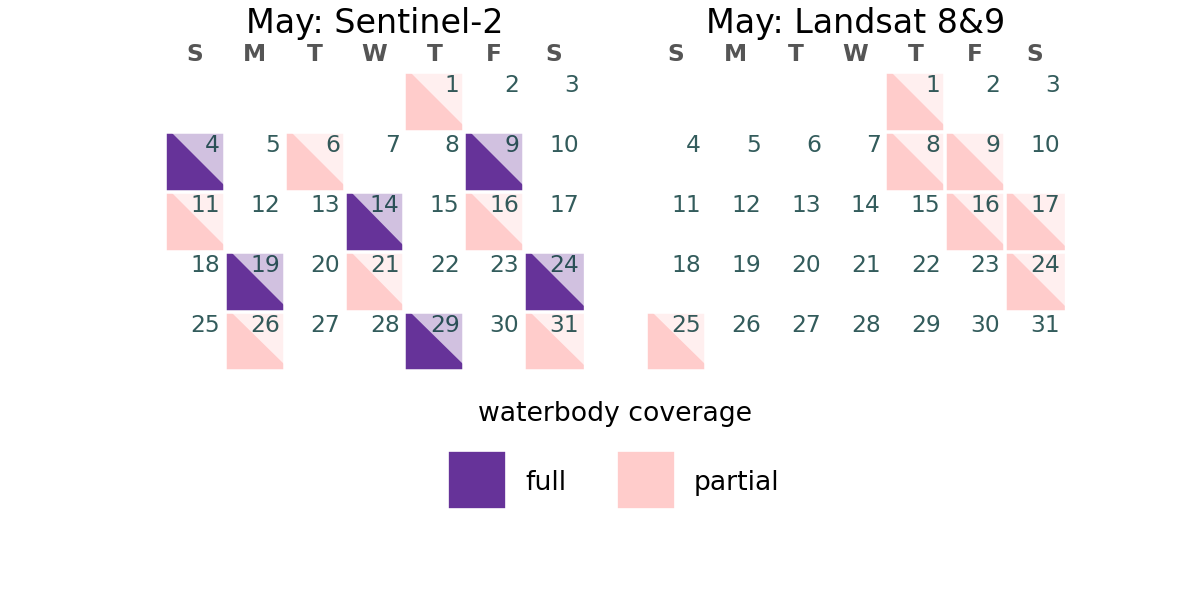 May: Sentinel-2
S M T W T F S
1 2 3
4 5 6 7 8 9 10
11 12 13 14 15 16 17
18 19 20 21 22 23 24
25 26 27 28 29 30 31
May: Landsat 8&9
S M T W T F S
1 2 3
4 5 6 7 8 9 10
11 12 13 14 15 16 17
18 19 20 21 22 23 24
25 26 27 28 29 30 31
waterbody coverage
full partial